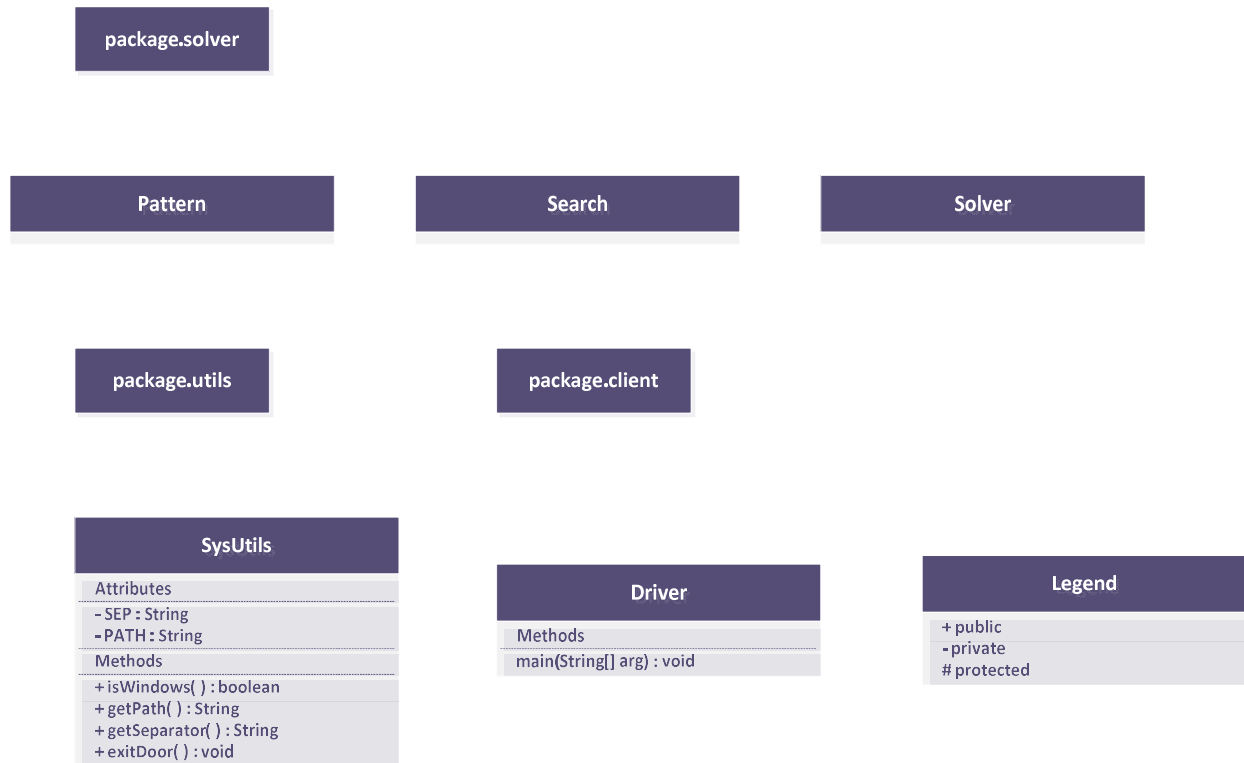 package.solver
Pattern
Search
Solver
package.utils
package.client
SysUtils
Attributes
- SEP : String
- PATH : String
Methods
+ isWindows( ) : boolean
+ getPath( ) : String
+ getSeparator( ) : String
+ exitDoor( ) : void
Driver
Methods
main(String[] arg) : void
Legend
+ public
- private
# protected